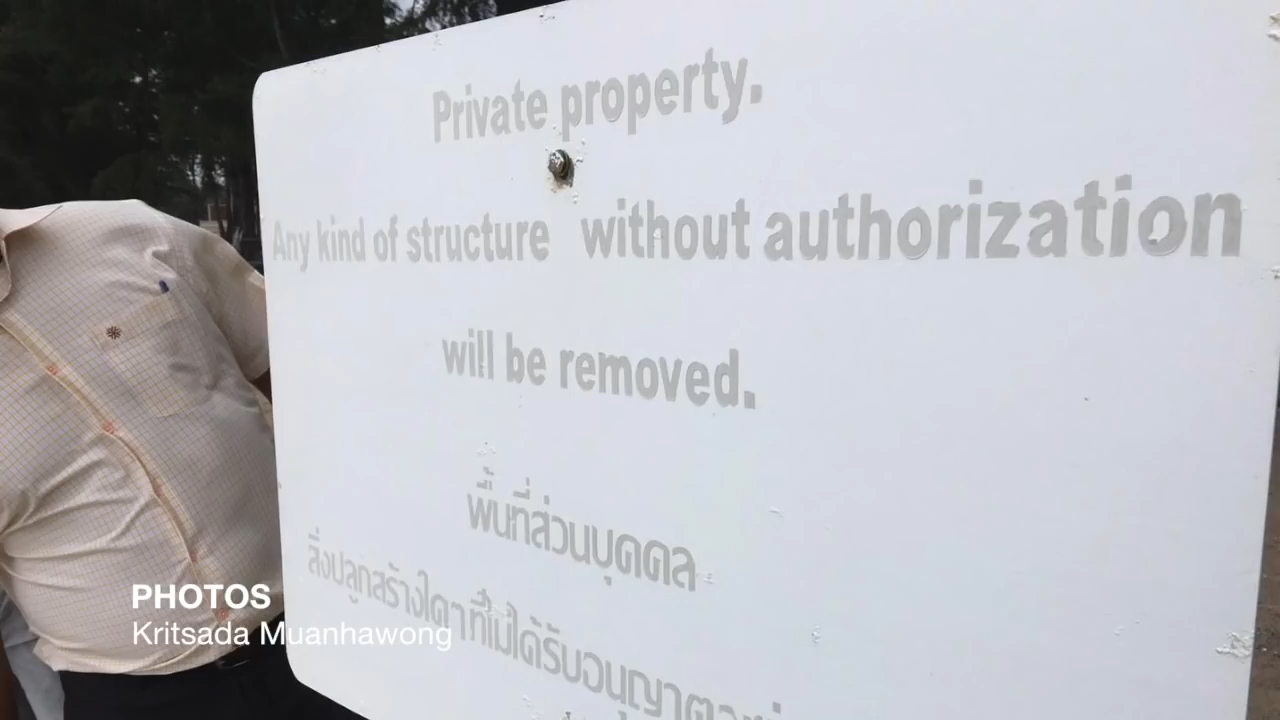 Private property.
Any kind of structure without authorization
will be removed.
พื้นที่ส่วนบุคคล
สิ่งปลูกสร้างใดๆที่ไม่ได้รับอนุญาต
PHOTOS
Kritsada Muanhawong